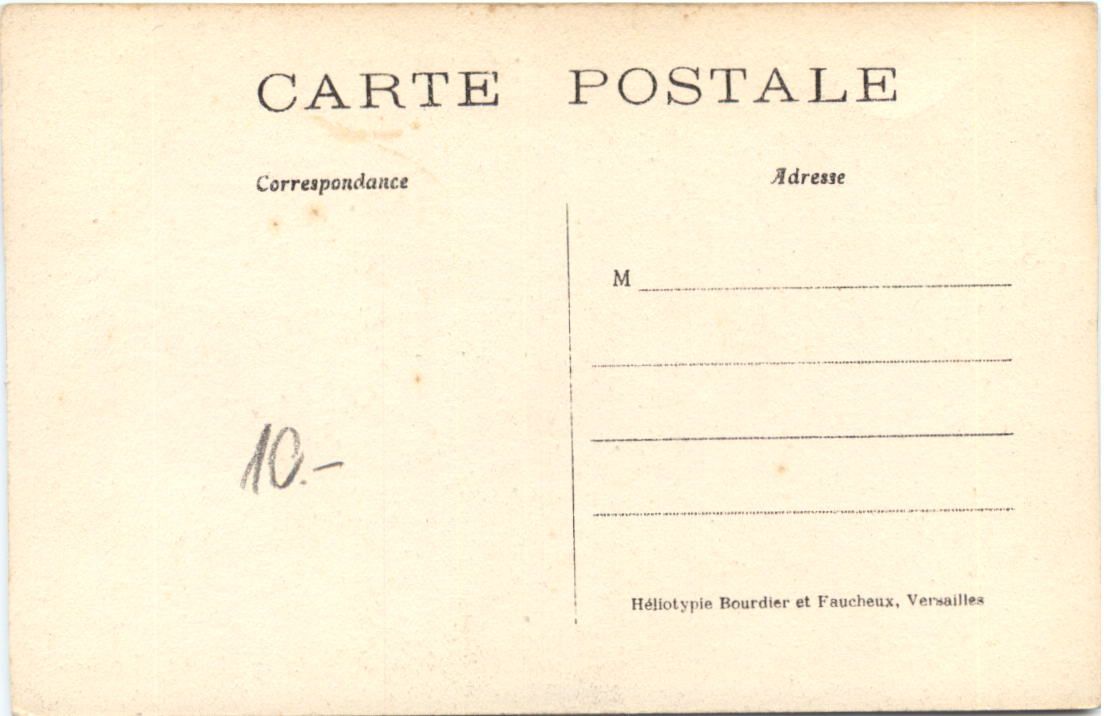 CARTE POSTALE
Correspondance
Adresse
M
10.-
Héliotypie Bourdier et Faucheux, Versailles